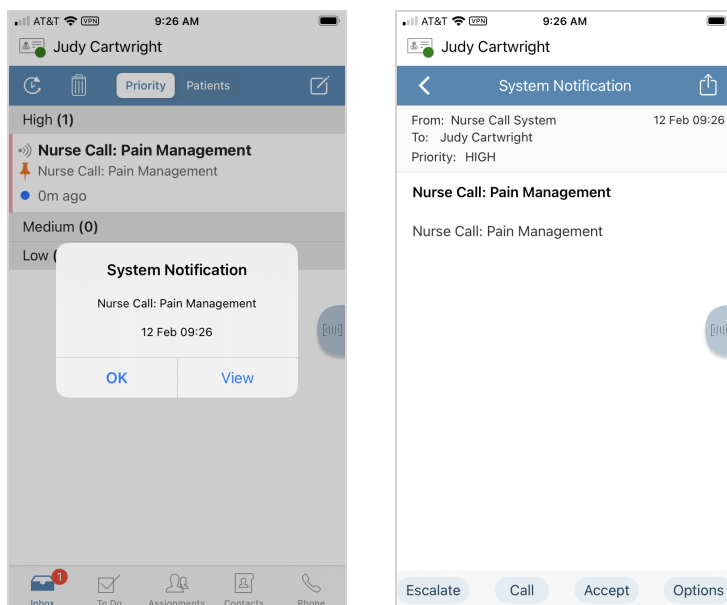 AT&T VPN 9:26 AM
Judy Cartwright
Priority Patients
High (1)
Nurse Call: Pain Management
Nurse Call: Pain Management
0m ago
Medium (0)
Low (
System Notification
Nurse Call: Pain Management
12 Feb 09:26
OK View
1
Inbox To Do Assignments Contacts Phone
AT&T VPN 9:26 AM
Judy Cartwright
System Notification
From: Nurse Call System 12 Feb 09:26
To: Judy Cartwright
Priority: HIGH
Nurse Call: Pain Management
Nurse Call: Pain Management
Escalate Call Accept Options